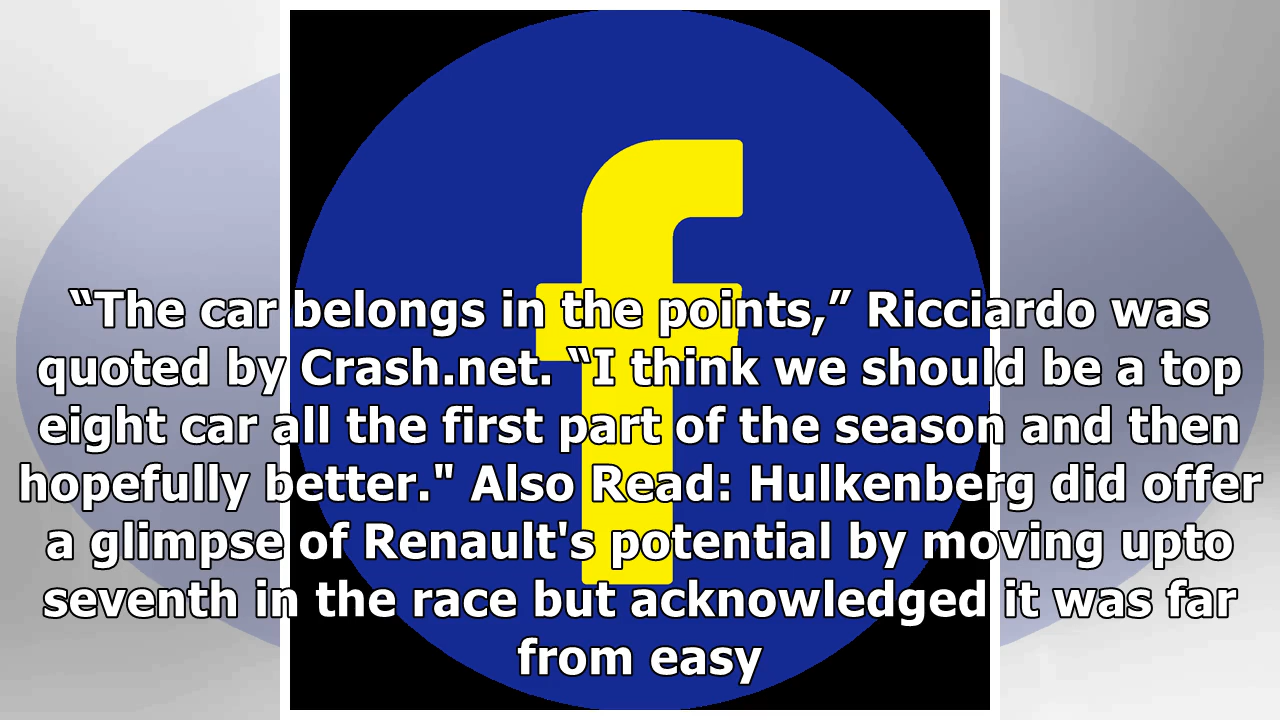 “The car belongs in the points,” Ricciardo was
quoted by Crash.net. “I think we should be a top
eight car all the first part of the season and then
hopefully better." Also Read: Hulkenberg did offer
a glimpse of Renault's potential by moving upto
seventh in the race but acknowledged it was far
from easy